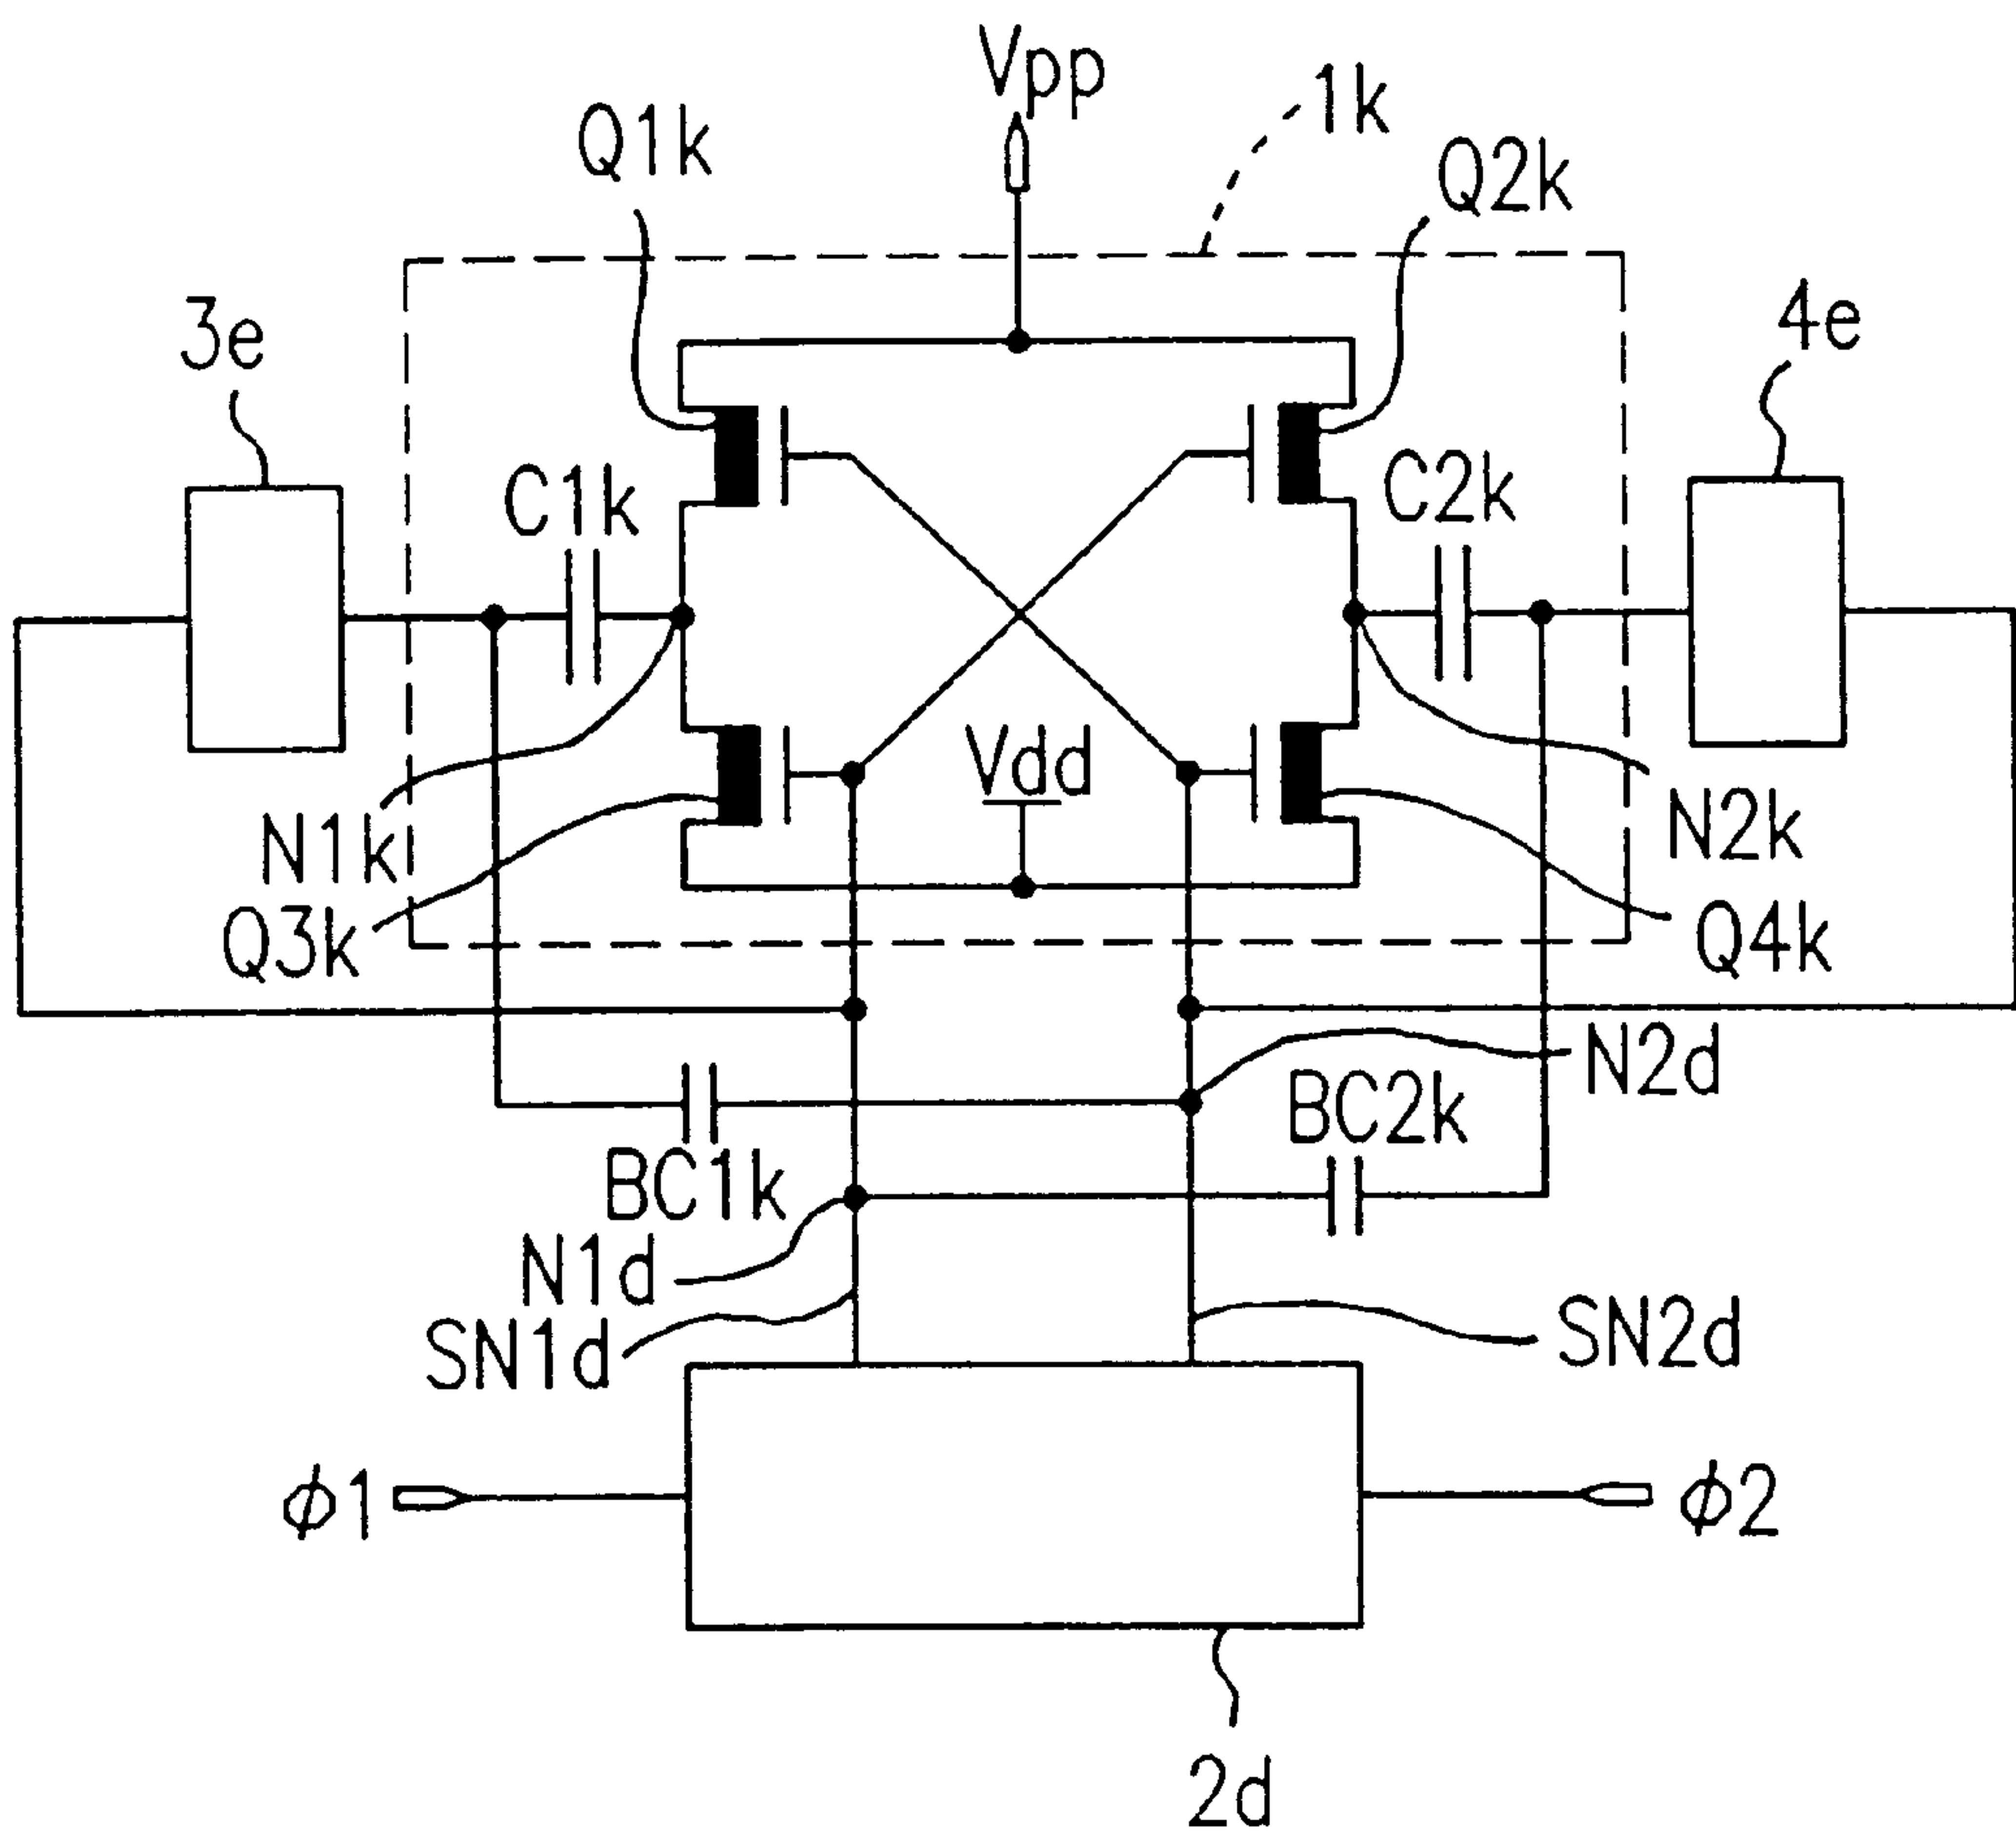 Vpp
1k
Q1k
Q2k
3e
4e
C1k
C2k
Vdd
N1k
N2k
Q3k
Q4k
N2d
BC2k
BC1k
N1d
SN1d
SN2d
ϕ1
ϕ2
2d